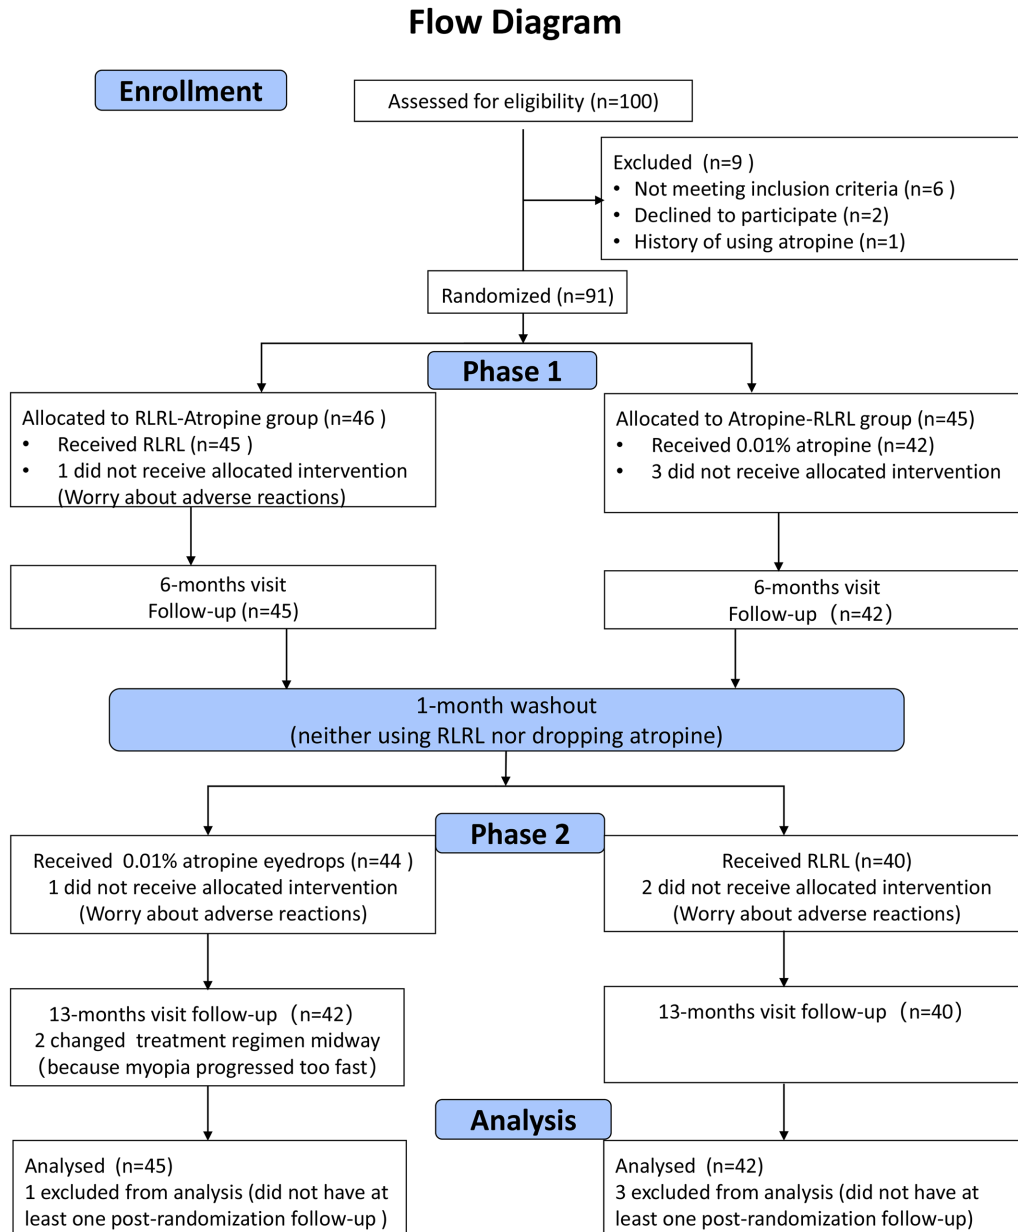 Flow Diagram
Enrollment
Assessed for eligibility (n=100)
Excluded (n=9 )
• Not meeting inclusion criteria (n=6 )
• Declined to participate (n=2)
• History of using atropine (n=1)
Randomized (n=91)
Phase 1
Allocated to RLRL-Atropine group (n=46 )
• Received RLRL (n=45 )
• 1 did not receive allocated intervention
(Worry about adverse reactions)
Allocated to Atropine-RLRL group (n=45)
• Received 0.01% atropine (n=42)
• 3 did not receive allocated intervention
6-months visit
Follow-up (n=45)
6-months visit
Follow-up（n=42）
1-month washout
(neither using RLRL nor dropping atropine)
Phase 2
Received 0.01% atropine eyedrops (n=44 )
1 did not receive allocated intervention
(Worry about adverse reactions)
Received RLRL (n=40)
2 did not receive allocated intervention
(Worry about adverse reactions)
13-months visit follow-up（n=42）
2 changed treatment regimen midway
（because myopia progressed too fast）
13-months visit follow-up（n=40）
Analysis
Analysed (n=45)
1 excluded from analysis (did not have at
least one post-randomization follow-up )
Analysed (n=42)
3 excluded from analysis (did not have at
least one post-randomization follow-up)